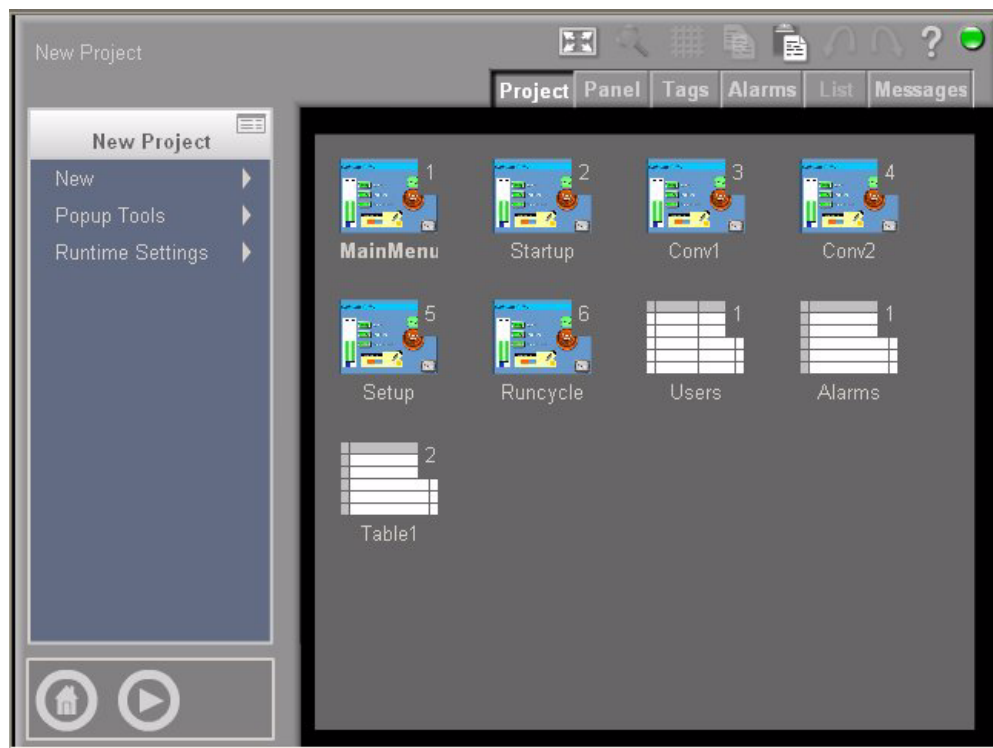 New Project
?
Project Panel Tags Alarms List Messages
New Project
New
Popup Tools
Runtime Settings
1 2 3 4
MainMenu Startup Conv1 Conv2
5 6 1 1
Setup Runcycle Users Alarms
2
Table1